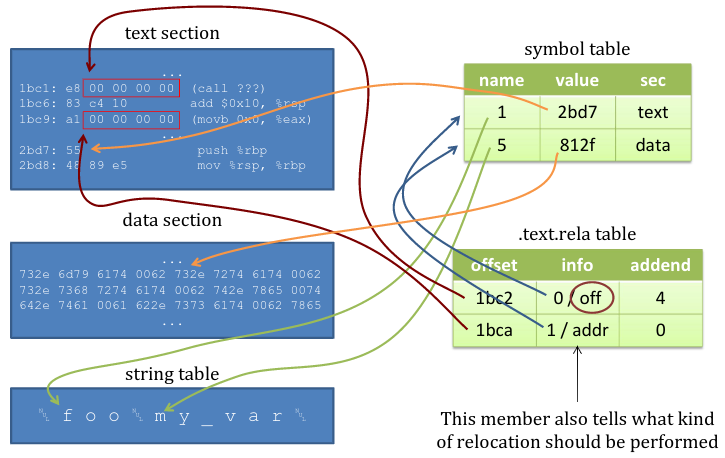 text section
...
1bc1: e8 00 00 00 00 (call ???)
1bc6: 83 c4 10 add $0x10, %rsp
1bc9: a1 00 00 00 00 (movb 0x0, %eax)
...
2bd7: 55 push %rbp
2bd8: 48 89 e5 mov %rsp, %rbp
data section
...
732e 6d79 6174 0062 732e 7274 6174 0062
732e 7368 7274 6174 0062 742e 7865 0074
642e 7461 0061 622e 7373 6174 0062 7865
...
string table
␀ f o o ␀ m y _ v a r ␀
symbol table
name value sec
1 2bd7 text
5 812f data
.text.rela table
offset info addend
1bc2 0 / off 4
1bca 1 / addr 0
This member also tells what kind
of relocation should be performed